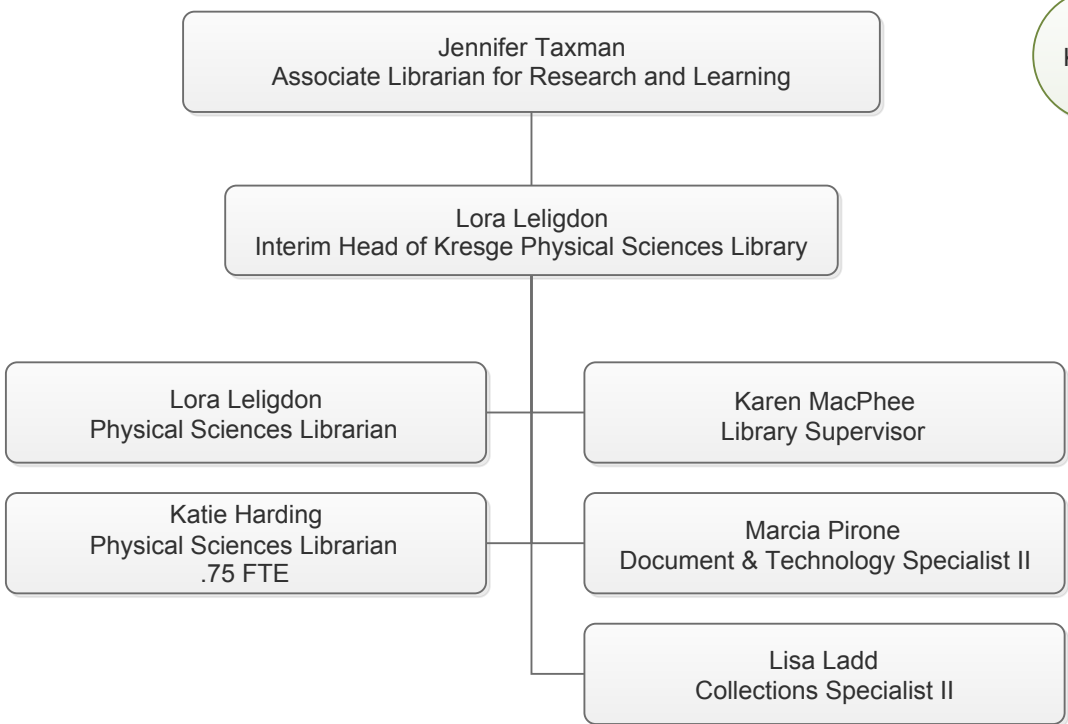 Jennifer Taxman
Associate Librarian for Research and Learning
Lora Leligdon
Interim Head of Kresge Physical Sciences Library
Lora Leligdon
Physical Sciences Librarian
Karen MacPhee
Library Supervisor
Katie Harding
Physical Sciences Librarian
.75 FTE
Marcia Pirone
Document & Technology Specialist II
Lisa Ladd
Collections Specialist II